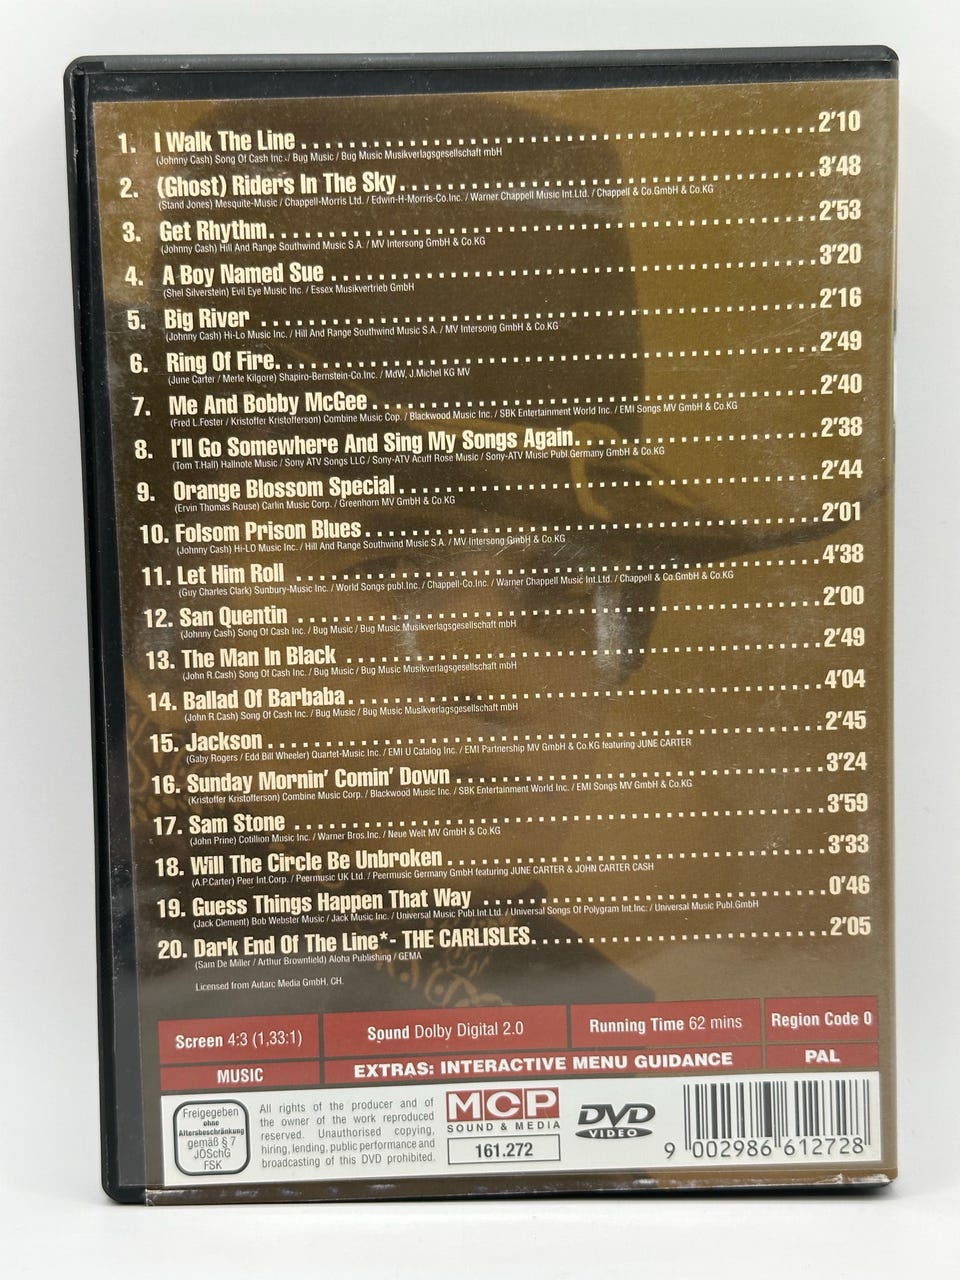 1. I Walk The Line 2'10
(Johnny Cash) Song Of Cash Inc. / Bug Music / Bug Music Musikverlagsgesellschaft mbH
2. (Ghost) Riders In The Sky 3'48
(Stand Jones) Mesquite-Music / Chappell-Morris Ltd. / Edwin-H-Morris-Co.Inc. / Warner Chappell Music Int.Ltd. / Chappell & Co.GmbH & Co.KG
3. Get Rhythm 2'53
(Johnny Cash) Hill And Range Southwind Music S.A. / MV Intersong GmbH & Co.KG
4. A Boy Named Sue 3'20
(Shel Silverstein) Evil Eye Music Inc. / Essex Musikvertrieb GmbH
5. Big River 2'16
(Johnny Cash) Hi-Lo Music Inc. / Hill And Range Southwind Music S.A. / MV Intersong GmbH & Co.KG
6. Ring Of Fire 2'49
(June Carter / Merle Kilgore) Shapiro-Bernstein-Co.Inc. / MdW, J.Michel KG MV
7. Me And Bobby McGee 2'40
(Fred L.Foster / Kristoffer Kristofferson) Combine Music Cop. / Blackwood Music Inc. / SBK Entertainment World Inc. / EMI Songs MV GmbH & Co.KG
8. I'll Go Somewhere And Sing My Songs Again 2'38
(Tom T.Hall) Hallnote Music / Sony ATV Songs LLC / Sony-ATV Acuff Rose Music / Sony-ATV Music Publ.Germany GmbH & Co.KG
9. Orange Blossom Special 2'44
(Ervin Thomas Rouse) Carlin Music Corp. / Greenhorn MV GmbH & Co.KG
10. Folsom Prison Blues 2'01
(Johnny Cash) Hi-LO Music Inc. / Hill And Range Southwind Music S.A. / MV Intersong GmbH & Co.KG
11. Let Him Roll 4'38
(Guy Charles Clark) Sunbury-Music Inc. / World Songs publ.Inc. / Chappell-Co.Inc. / Warner Chappell Music Int.Ltd. / Chappell & Co.GmbH & Co.KG
12. San Quentin 2'00
(Johnny Cash) Song Of Cash Inc. / Bug Music / Bug Music Musikverlagsgesellschaft mbH
13. The Man In Black 2'49
(John R.Cash) Song Of Cash Inc. / Bug Music / Bug Music Musikverlagsgesellschaft mbH
14. Ballad Of Barbaba 4'04
(John R.Cash) Song Of Cash Inc. / Bug Music / Bug Music Musikverlagsgesellschaft mbH
15. Jackson 2'45
(Gaby Rogers / Edd Bill Wheeler) Quartet-Music Inc. / EMI U Catalog Inc. / EMI Partnership MV GmbH & Co.KG featuring JUNE CARTER
16. Sunday Mornin' Comin' Down 3'24
(Kristoffer Kristofferson) Combine Music Corp. / Blackwood Music Inc. / SBK Entertainment World Inc. / EMI Songs MV GmbH & Co.KG
17. Sam Stone 3'59
(John Prine) Cotillion Music Inc. / Warner Bros.Inc. / Neue Welt MV GmbH & Co.KG
18. Will The Circle Be Unbroken 3'33
(A.P.Carter) Peer Int.Corp. / Peermusic UK Ltd. / Peermusic Germany GmbH featuring JUNE CARTER & JOHN CARTER CASH
19. Guess Things Happen That Way 0'46
(Jack Clement) Bob Webster Music / Jack Music Inc. / Universal Music Publ.Int Ltd. / Universal Songs Of Polygram Int.Inc. / Universal Music Publ.GmbH
20. Dark End Of The Line*- THE CARLISLES 2'05
(Sam De Miller / Arthur Brownfield) Aloha Publishing / GEMA
Licensed from Autarc Media GmbH, CH.
Screen 4:3 (1,33:1) Sound Dolby Digital 2.0 Running Time 62 mins Region Code 0
MUSIC EXTRAS: INTERACTIVE MENU GUIDANCE PAL
Freigegeben
ohne
Altersbeschränkung
gemäß § 7
JÖSchG
FSK
All rights of the producer and of
the owner of the work reproduced
reserved. Unauthorised copying,
hiring, lending, public performance and
broadcasting of this DVD prohibited.
MCP
SOUND & MEDIA
161.272
DVD
VIDEO
9 002986 612728